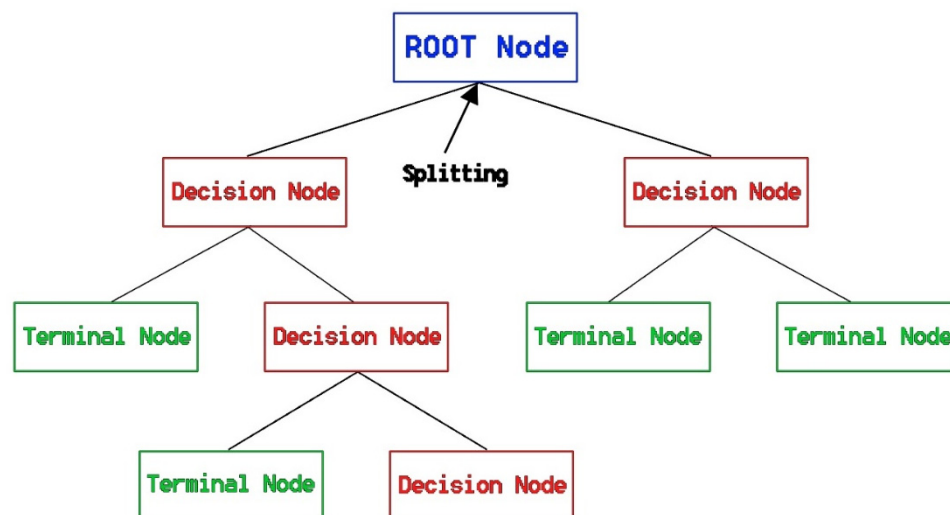 ROOT Node
Splitting
Decision Node
Decision Node
Terminal Node
Decision Node
Terminal Node
Terminal Node
Terminal Node
Decision Node